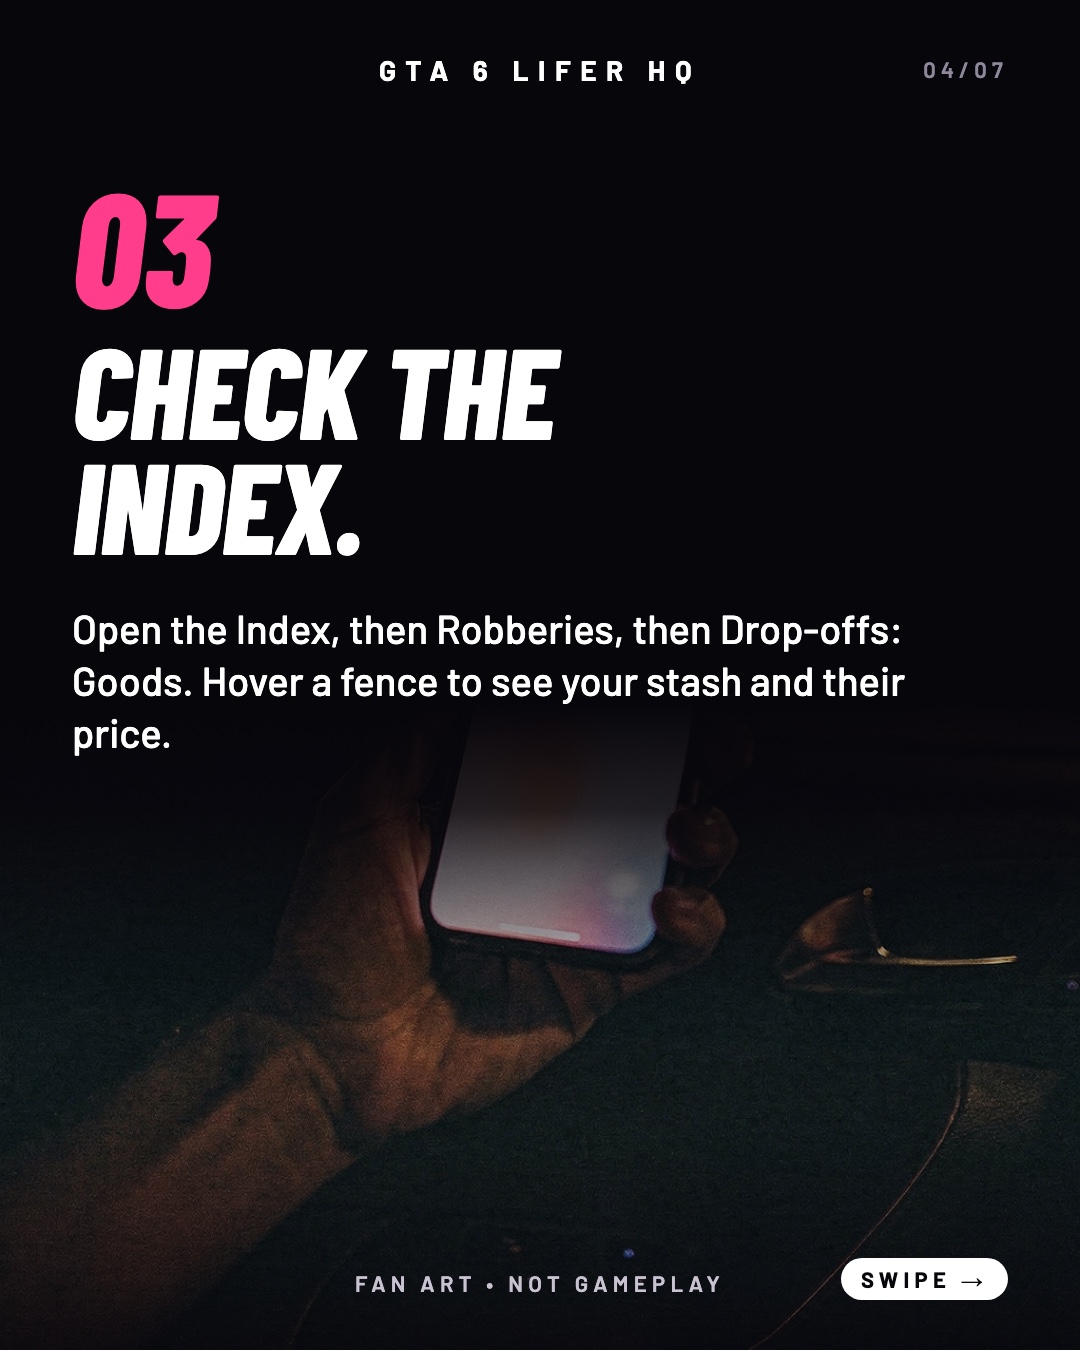 GTA 6 LIFER HQ
04/07
03
CHECK THE
INDEX.
Open the Index, then Robberies, then Drop-offs:
Goods. Hover a fence to see your stash and their
price.
FAN ART • NOT GAMEPLAY
SWIPE →